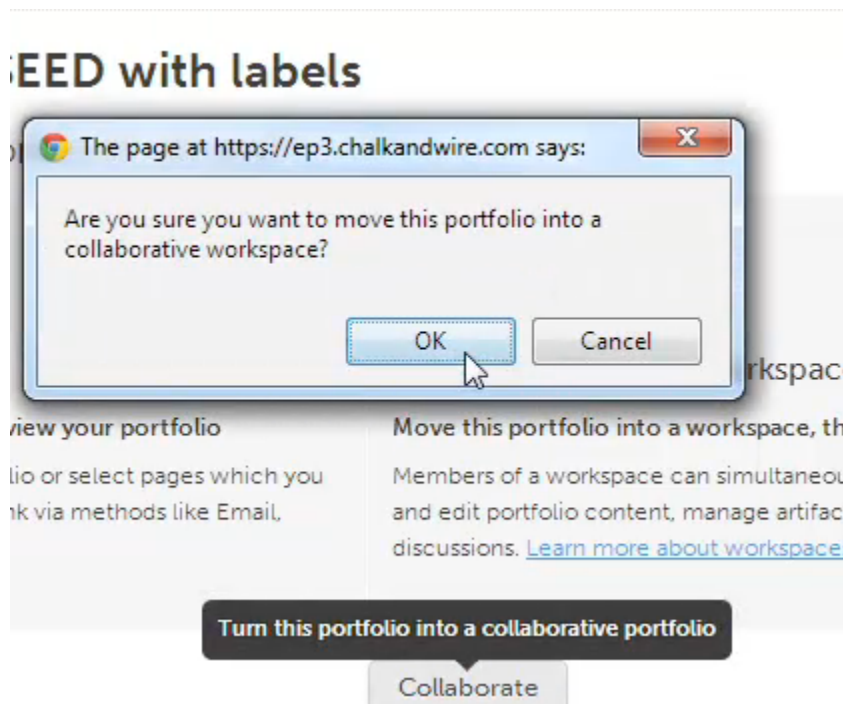 SEED with labels
The page at https://ep3.chalkandwire.com says:
Are you sure you want to move this portfolio into a
collaborative workspace?
OK
Cancel
view your portfolio
lio or select pages which you
nk via methods like Email,
rkspac
Move this portfolio into a workspace, th
Members of a workspace can simultaneou
and edit portfolio content, manage artifac
discussions. Learn more about workspace
Turn this portfolio into a collaborative portfolio
Collaborate